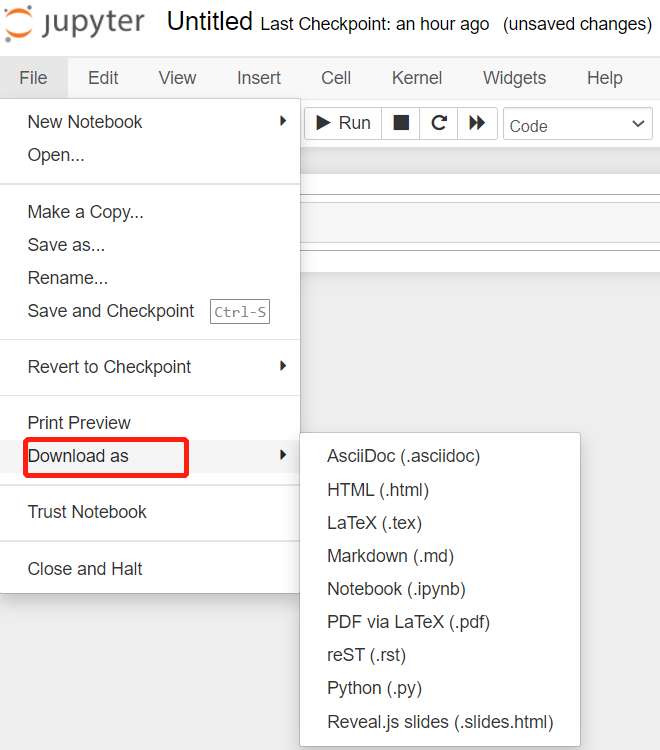 jupyter Untitled Last Checkpoint: an hour ago (unsaved changes)
File Edit View Insert Cell Kernel Widgets Help
New Notebook
Run Code
Open...
Make a Copy...
Save as...
Rename...
Save and Checkpoint Ctrl-S
Revert to Checkpoint
Print Preview
Download as
Trust Notebook
Close and Halt
AsciiDoc (.asciidoc)
HTML (.html)
LaTeX (.tex)
Markdown (.md)
Notebook (.ipynb)
PDF via LaTeX (.pdf)
reST (.rst)
Python (.py)
Reveal.js slides (.slides.html)